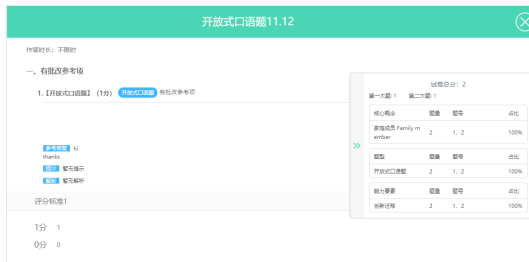 开放式口语题11.12
作答时长：不限时
一、有批改参考项
1.【开放式口语题】（1分） 开放式口语题 有批改参考项
参考答案 hi
thanks
提示 暂无提示
解析 暂无解析
评分标准1
1分 1
0分 0
试卷总分：2
第一大题: 1 第二大题: 1
核心概念 题量 题号 占比
家庭成员 Family m
ember 2 1、2 100%
题型 题量 题号 占比
开放式口语题 2 1、2 100%
能力要素 题量 题号 占比
创新迁移 2 1、2 100%